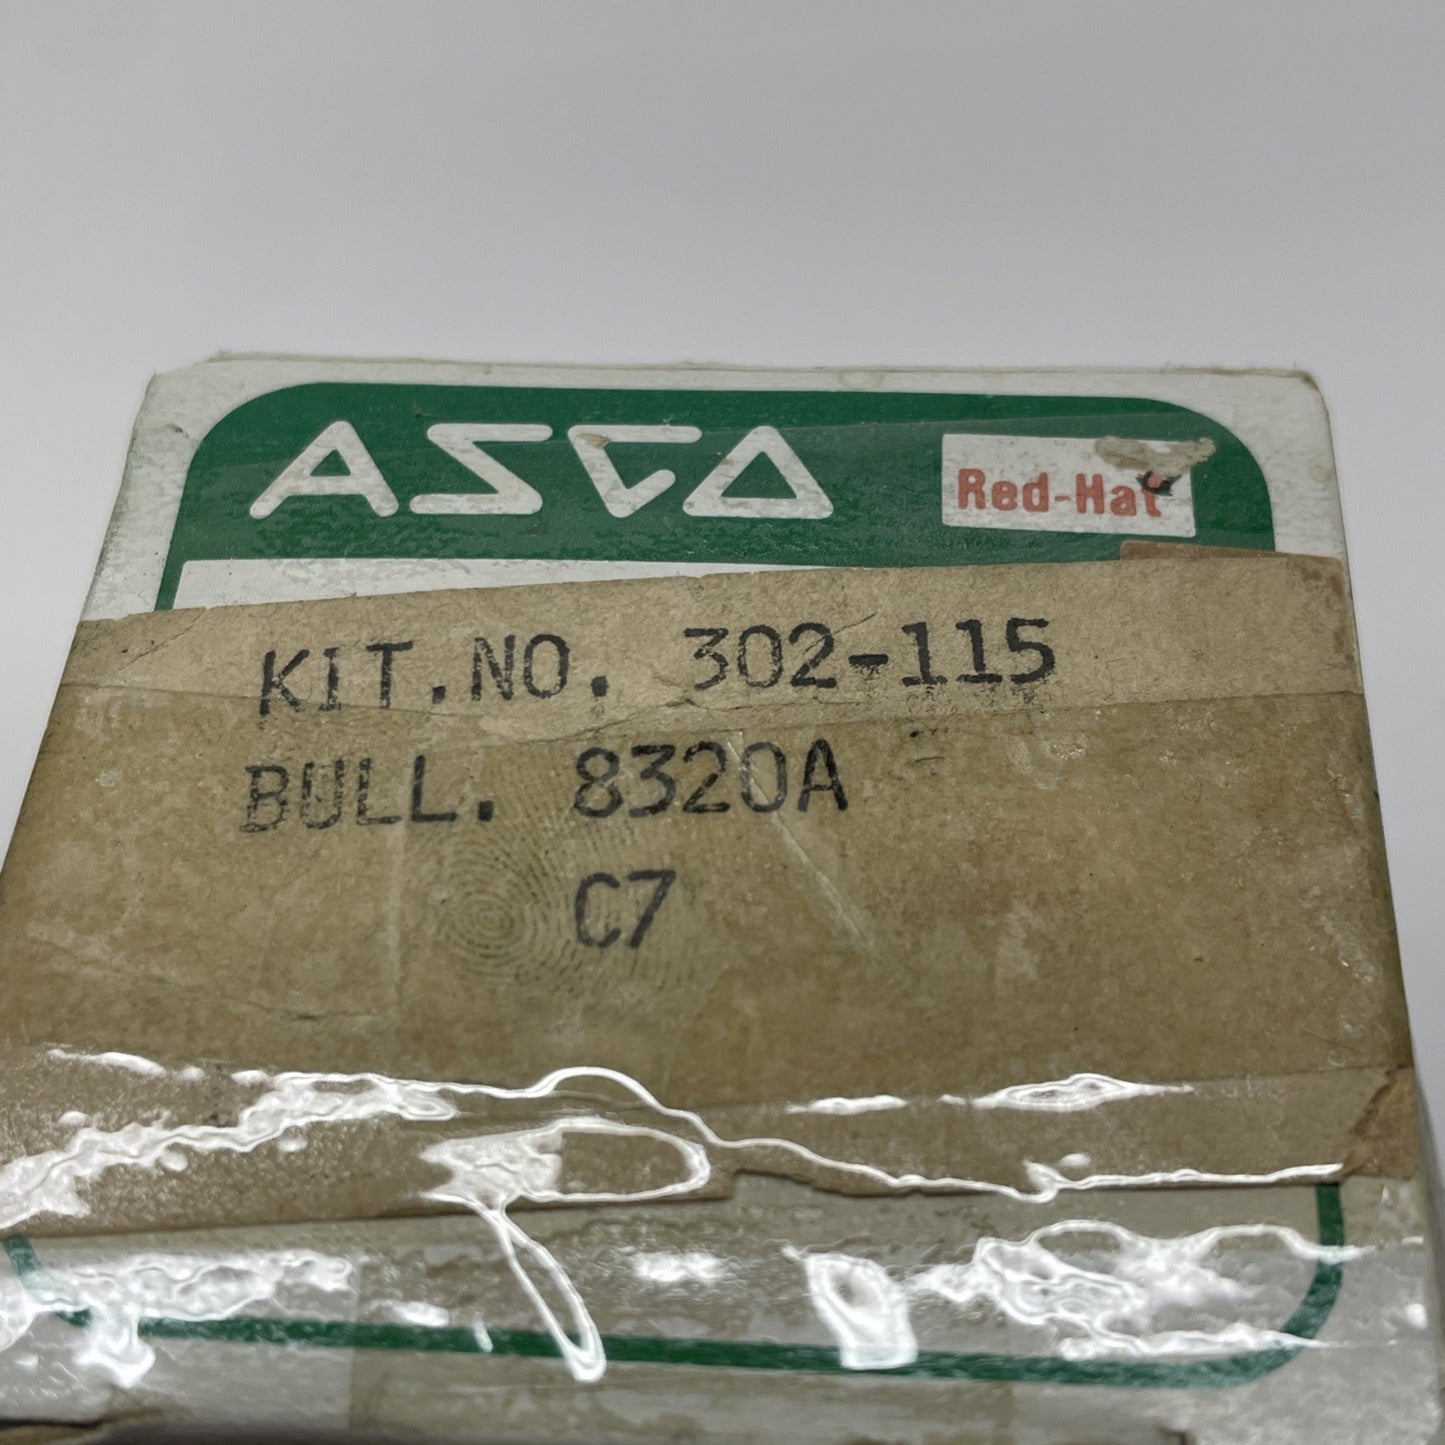 ASCO
Red-Hat
KIT.NO. 302-115
BULL. 8320A
C7